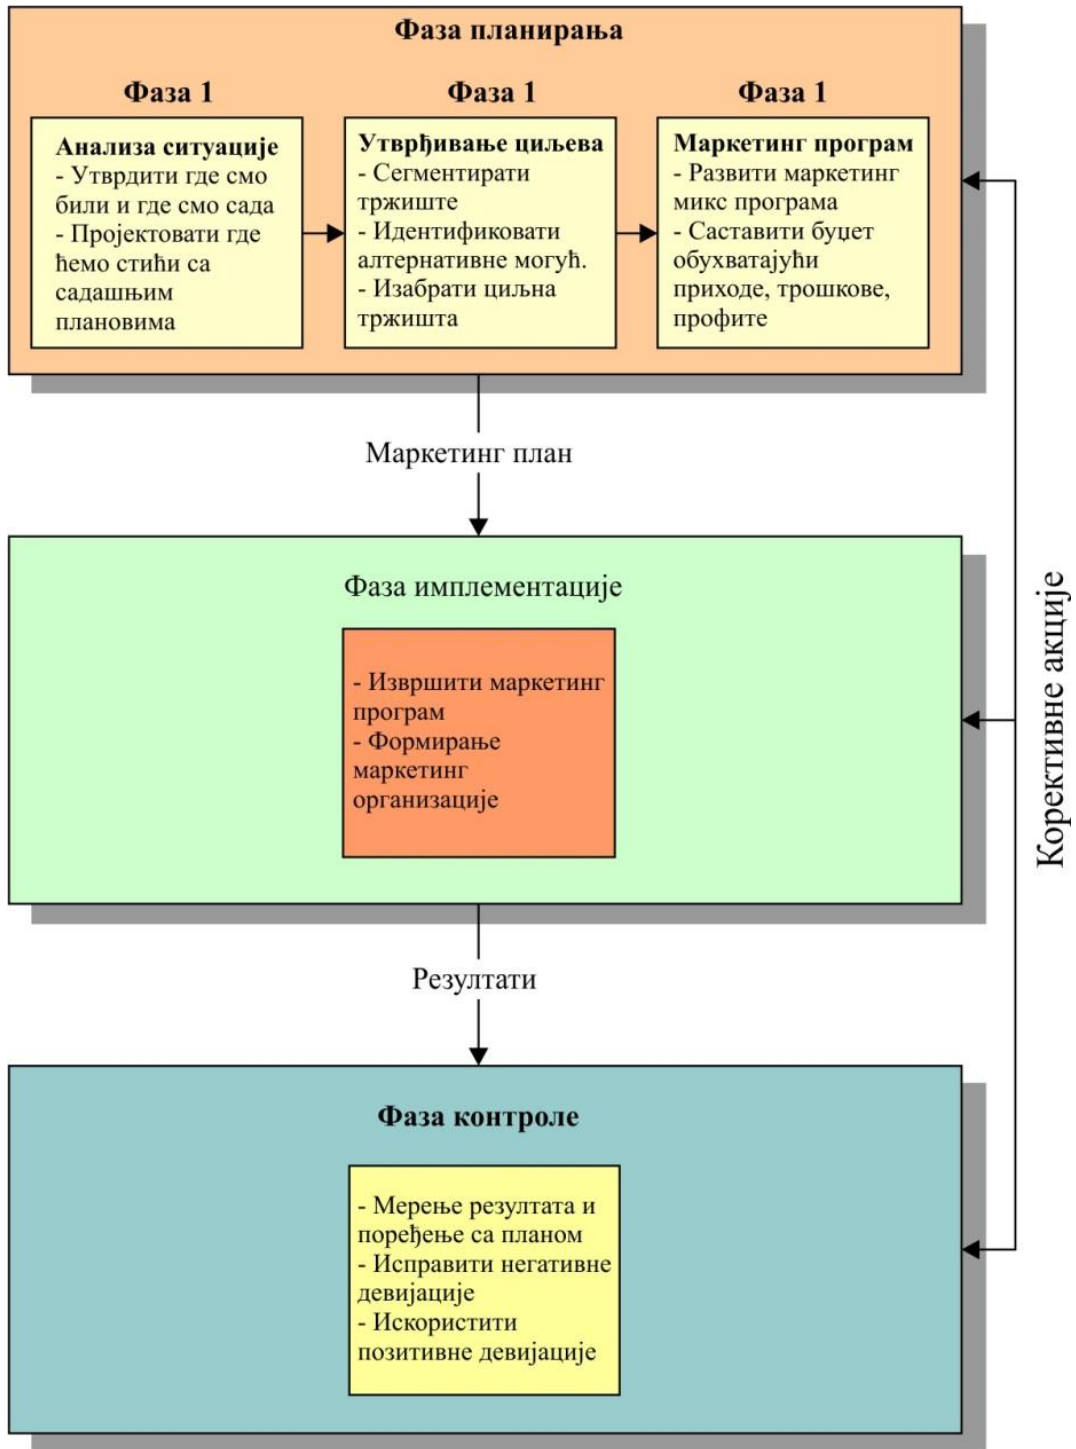 Фаза планирања
Фаза 1
Анализа ситуације
- Утврдити где смо
били и где смо сада
- Пројектовати где
ћемо стићи са
садашњим
плановима
Фаза 1
Утврђивање циљева
- Сегментирати
тржиште
- Идентификовати
алтернативне могућ.
- Изабрати циљна
тржишта
Фаза 1
Маркетинг програм
- Развити маркетинг
микс програма
- Саставити буџет
обухватајући
приходе, трошкове,
профите
Маркетинг план
Фаза имплементације
- Извршити маркетинг
програм
- Формирање
маркетинг
организације
Резултати
Фаза контроле
- Мерење резултата и
поређење са планом
- Исправити негативне
девијације
- Искористити
позитивне девијације
Корективне акције